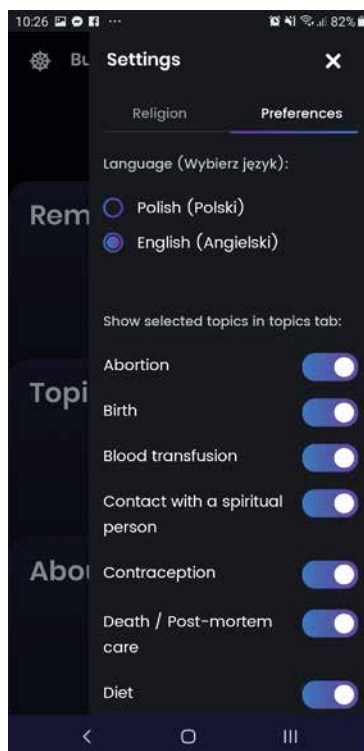 10:26 ... 82%
Bu Settings
Religion Preferences
Language (Wybierz język):
Polish (Polski)
Rem
English (Angielski)
Show selected topics in topics tab:
Abortion
Topi
Birth
Blood transfusion
Contact with a spiritual
person
Abou
Contraception
Death / Post-mortem
care
Diet